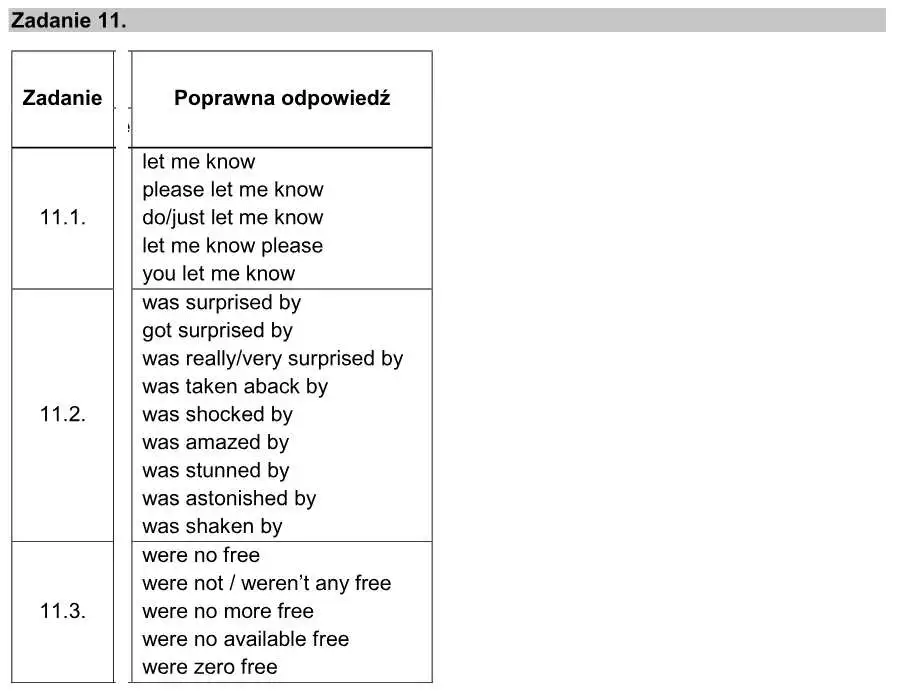 Zadanie 11.
Zadanie
Poprawna odpowiedź
11.1.
let me know
please let me know
do/just let me know
let me know please
you let me know
11.2.
was surprised by
got surprised by
was really/very surprised by
was taken aback by
was shocked by
was amazed by
was stunned by
was astonished by
was shaken by
11.3.
were no free
were not / weren’t any free
were no more free
were no available free
were zero free